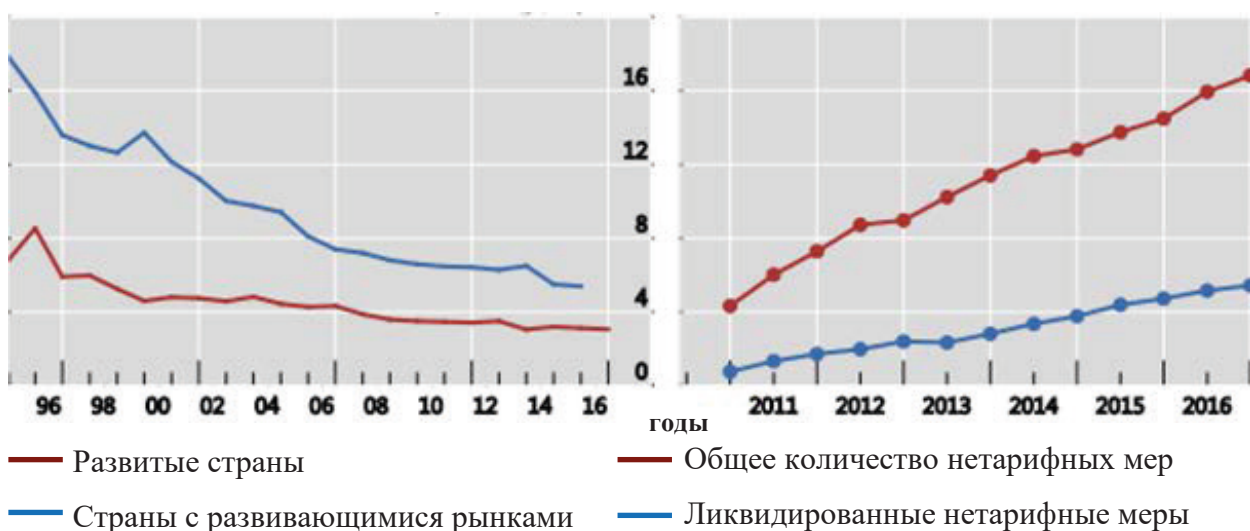 16
12
8
4
0
96 98 00 02 04 06 08 10 12 14 16
2011 2012 2013 2014 2015 2016
годы
Развитые страны
Общее количество нетарифных мер
Страны с развивающимися рынками
Ликвидированные нетарифные меры